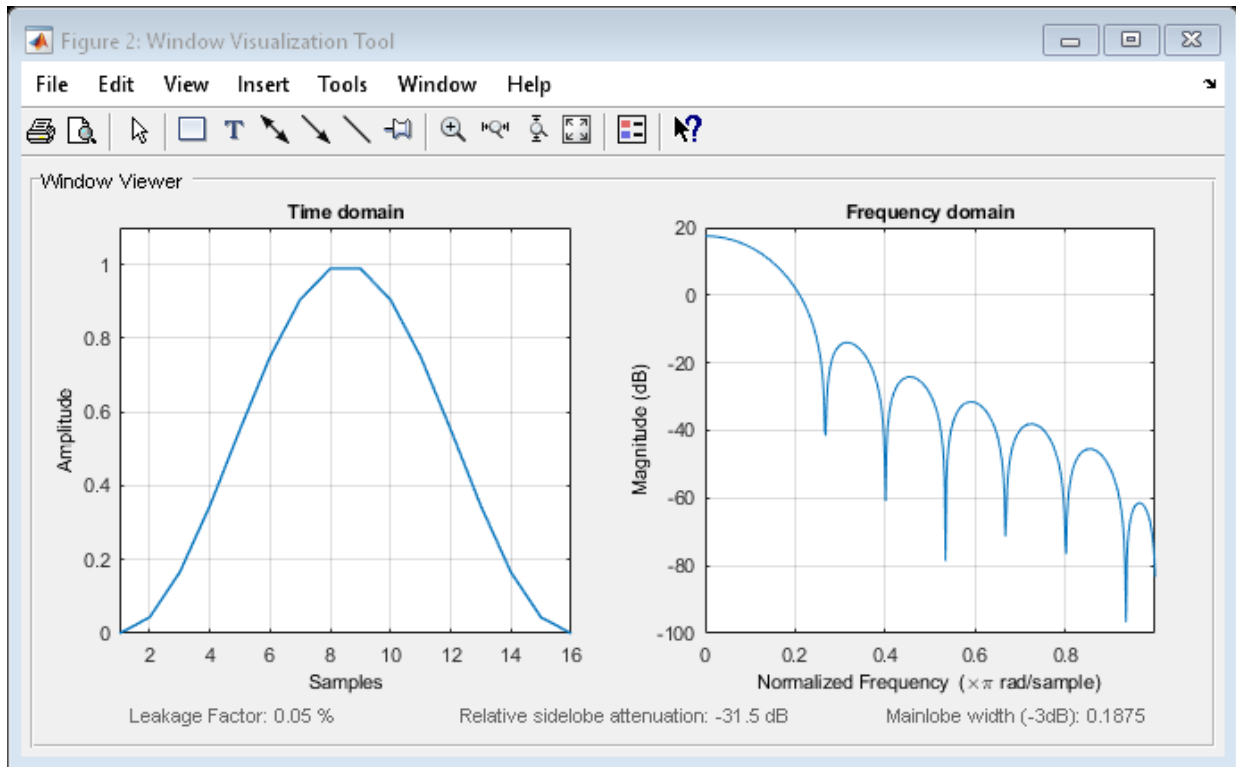 Figure 2: Window Visualization Tool
File Edit View Insert Tools Window Help
T ?
Window Viewer
Time domain
1
0.8
0.6
0.4
0.2
0
Amplitude
2 4 6 8 10 12 14 16
Samples
Frequency domain
20
0
-20
-40
-60
-80
-100
Magnitude (dB)
0 0.2 0.4 0.6 0.8
Normalized Frequency (×π rad/sample)
Leakage Factor: 0.05 % Relative sidelobe attenuation: -31.5 dB Mainlobe width (-3dB): 0.1875